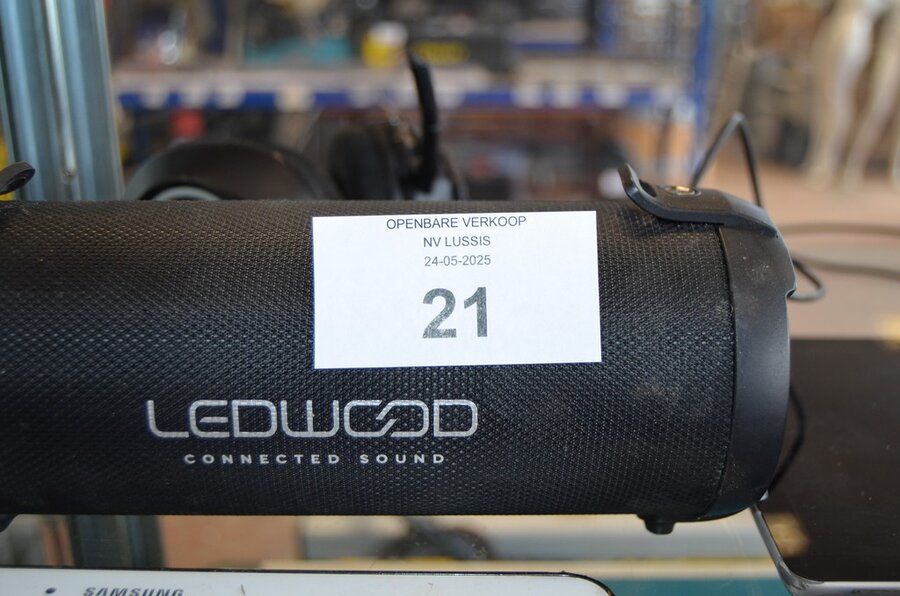 OPENBARE VERKOOP
NV LUSSIS
24-05-2025
21
LEDWOOD
CONNECTED SOUND
SAMSUNG